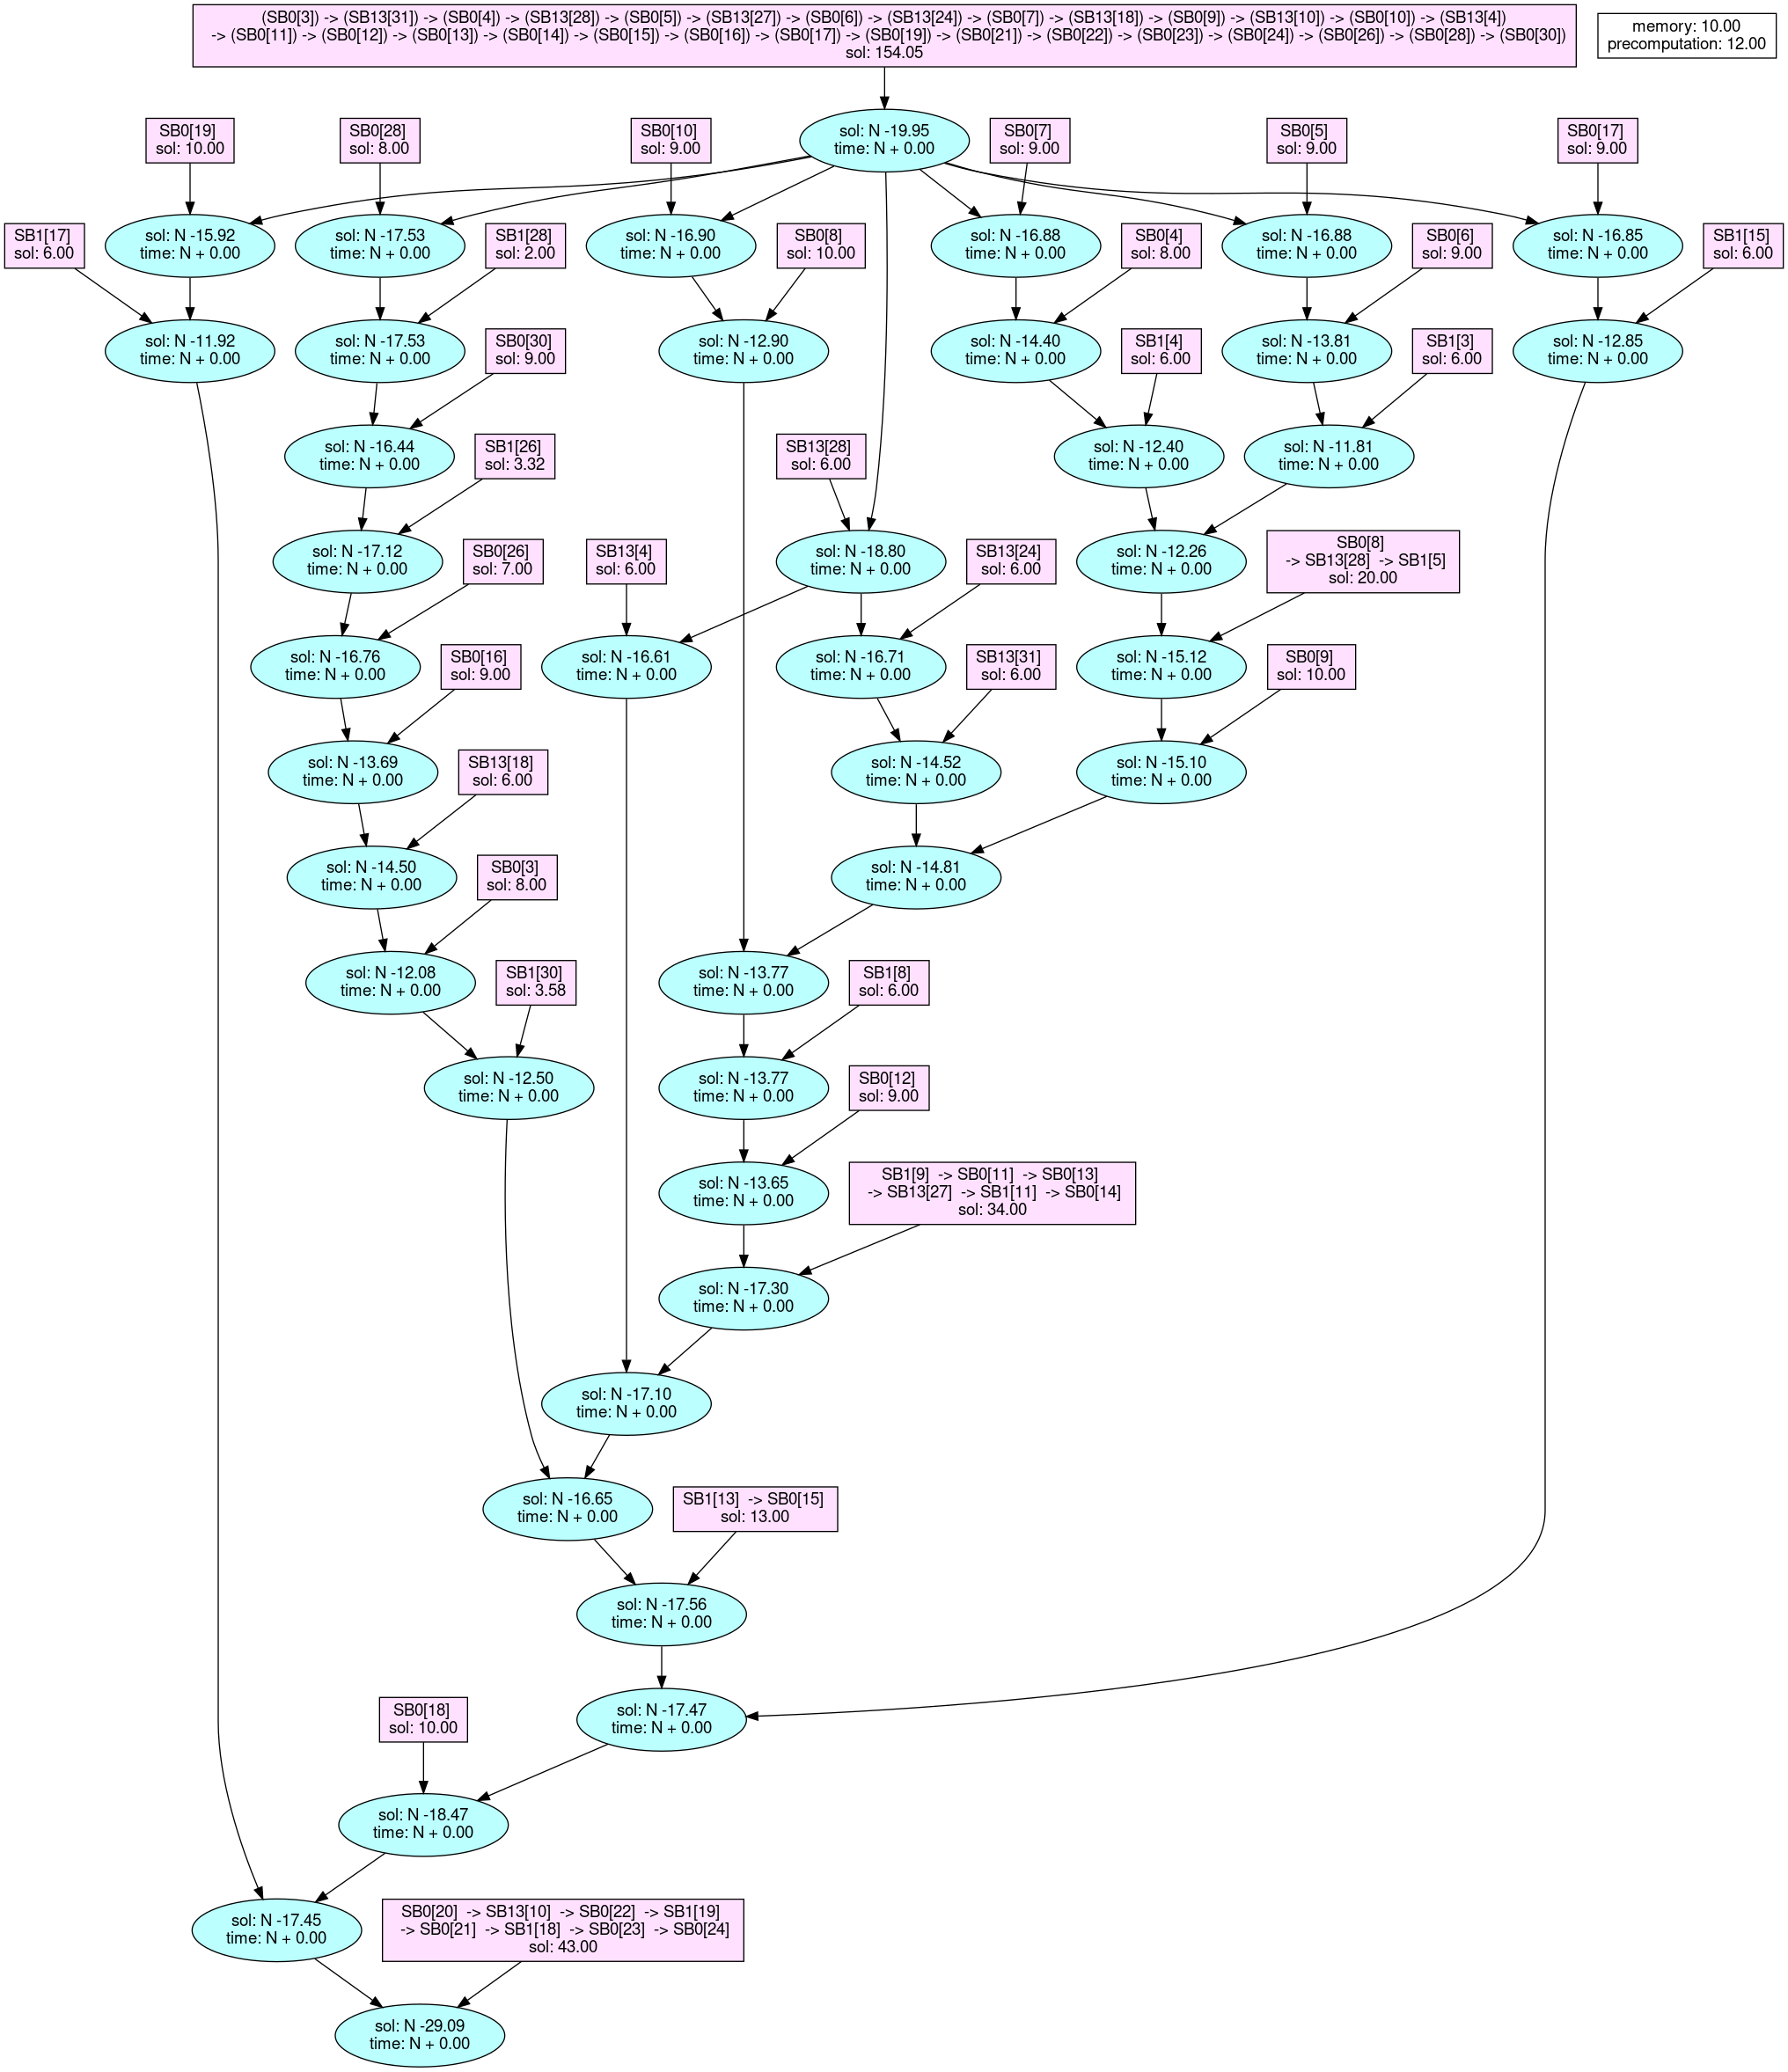 (SB0[3]) -> (SB13[31]) -> (SB0[4]) -> (SB13[28]) -> (SB0[5]) -> (SB13[27]) -> (SB0[6]) -> (SB13[24]) -> (SB0[7]) -> (SB13[18]) -> (SB0[9]) -> (SB13[10]) -> (SB0[10]) -> (SB13[4])
-> (SB0[11]) -> (SB0[12]) -> (SB0[13]) -> (SB0[14]) -> (SB0[15]) -> (SB0[16]) -> (SB0[17]) -> (SB0[19]) -> (SB0[21]) -> (SB0[22]) -> (SB0[23]) -> (SB0[24]) -> (SB0[26]) -> (SB0[28]) -> (SB0[30])
sol: 154.05
memory: 10.00
precomputation: 12.00
SB0[19]
sol: 10.00
SB0[28]
sol: 8.00
SB0[10]
sol: 9.00
sol: N -19.95
time: N + 0.00
SB0[7]
sol: 9.00
SB0[5]
sol: 9.00
SB0[17]
sol: 9.00
SB1[17]
sol: 6.00
sol: N -15.92
time: N + 0.00
sol: N -17.53
time: N + 0.00
SB1[28]
sol: 2.00
sol: N -16.90
time: N + 0.00
SB0[8]
sol: 10.00
sol: N -16.88
time: N + 0.00
SB0[4]
sol: 8.00
sol: N -16.88
time: N + 0.00
SB0[6]
sol: 9.00
sol: N -16.85
time: N + 0.00
SB1[15]
sol: 6.00
sol: N -11.92
time: N + 0.00
sol: N -17.53
time: N + 0.00
SB0[30]
sol: 9.00
sol: N -12.90
time: N + 0.00
sol: N -14.40
time: N + 0.00
SB1[4]
sol: 6.00
sol: N -13.81
time: N + 0.00
SB1[3]
sol: 6.00
sol: N -12.85
time: N + 0.00
sol: N -16.44
time: N + 0.00
SB1[26]
sol: 3.32
SB13[28]
sol: 6.00
sol: N -12.40
time: N + 0.00
sol: N -11.81
time: N + 0.00
sol: N -17.12
time: N + 0.00
SB0[26]
sol: 7.00
SB13[4]
sol: 6.00
sol: N -18.80
time: N + 0.00
SB13[24]
sol: 6.00
sol: N -12.26
time: N + 0.00
SB0[8]
-> SB13[28] -> SB1[5]
sol: 20.00
sol: N -16.76
time: N + 0.00
SB0[16]
sol: 9.00
sol: N -16.61
time: N + 0.00
sol: N -16.71
time: N + 0.00
SB13[31]
sol: 6.00
sol: N -15.12
time: N + 0.00
SB0[9]
sol: 10.00
sol: N -13.69
time: N + 0.00
SB13[18]
sol: 6.00
sol: N -14.52
time: N + 0.00
sol: N -15.10
time: N + 0.00
sol: N -14.50
time: N + 0.00
SB0[3]
sol: 8.00
sol: N -14.81
time: N + 0.00
sol: N -12.08
time: N + 0.00
SB1[30]
sol: 3.58
sol: N -13.77
time: N + 0.00
SB1[8]
sol: 6.00
sol: N -12.50
time: N + 0.00
sol: N -13.77
time: N + 0.00
SB0[12]
sol: 9.00
sol: N -13.65
time: N + 0.00
SB1[9] -> SB0[11] -> SB0[13]
-> SB13[27] -> SB1[11] -> SB0[14]
sol: 34.00
sol: N -17.30
time: N + 0.00
sol: N -17.10
time: N + 0.00
sol: N -16.65
time: N + 0.00
SB1[13] -> SB0[15]
sol: 13.00
sol: N -17.56
time: N + 0.00
SB0[18]
sol: 10.00
sol: N -17.47
time: N + 0.00
sol: N -18.47
time: N + 0.00
sol: N -17.45
time: N + 0.00
SB0[20] -> SB13[10] -> SB0[22] -> SB1[19]
-> SB0[21] -> SB1[18] -> SB0[23] -> SB0[24]
sol: 43.00
sol: N -29.09
time: N + 0.00